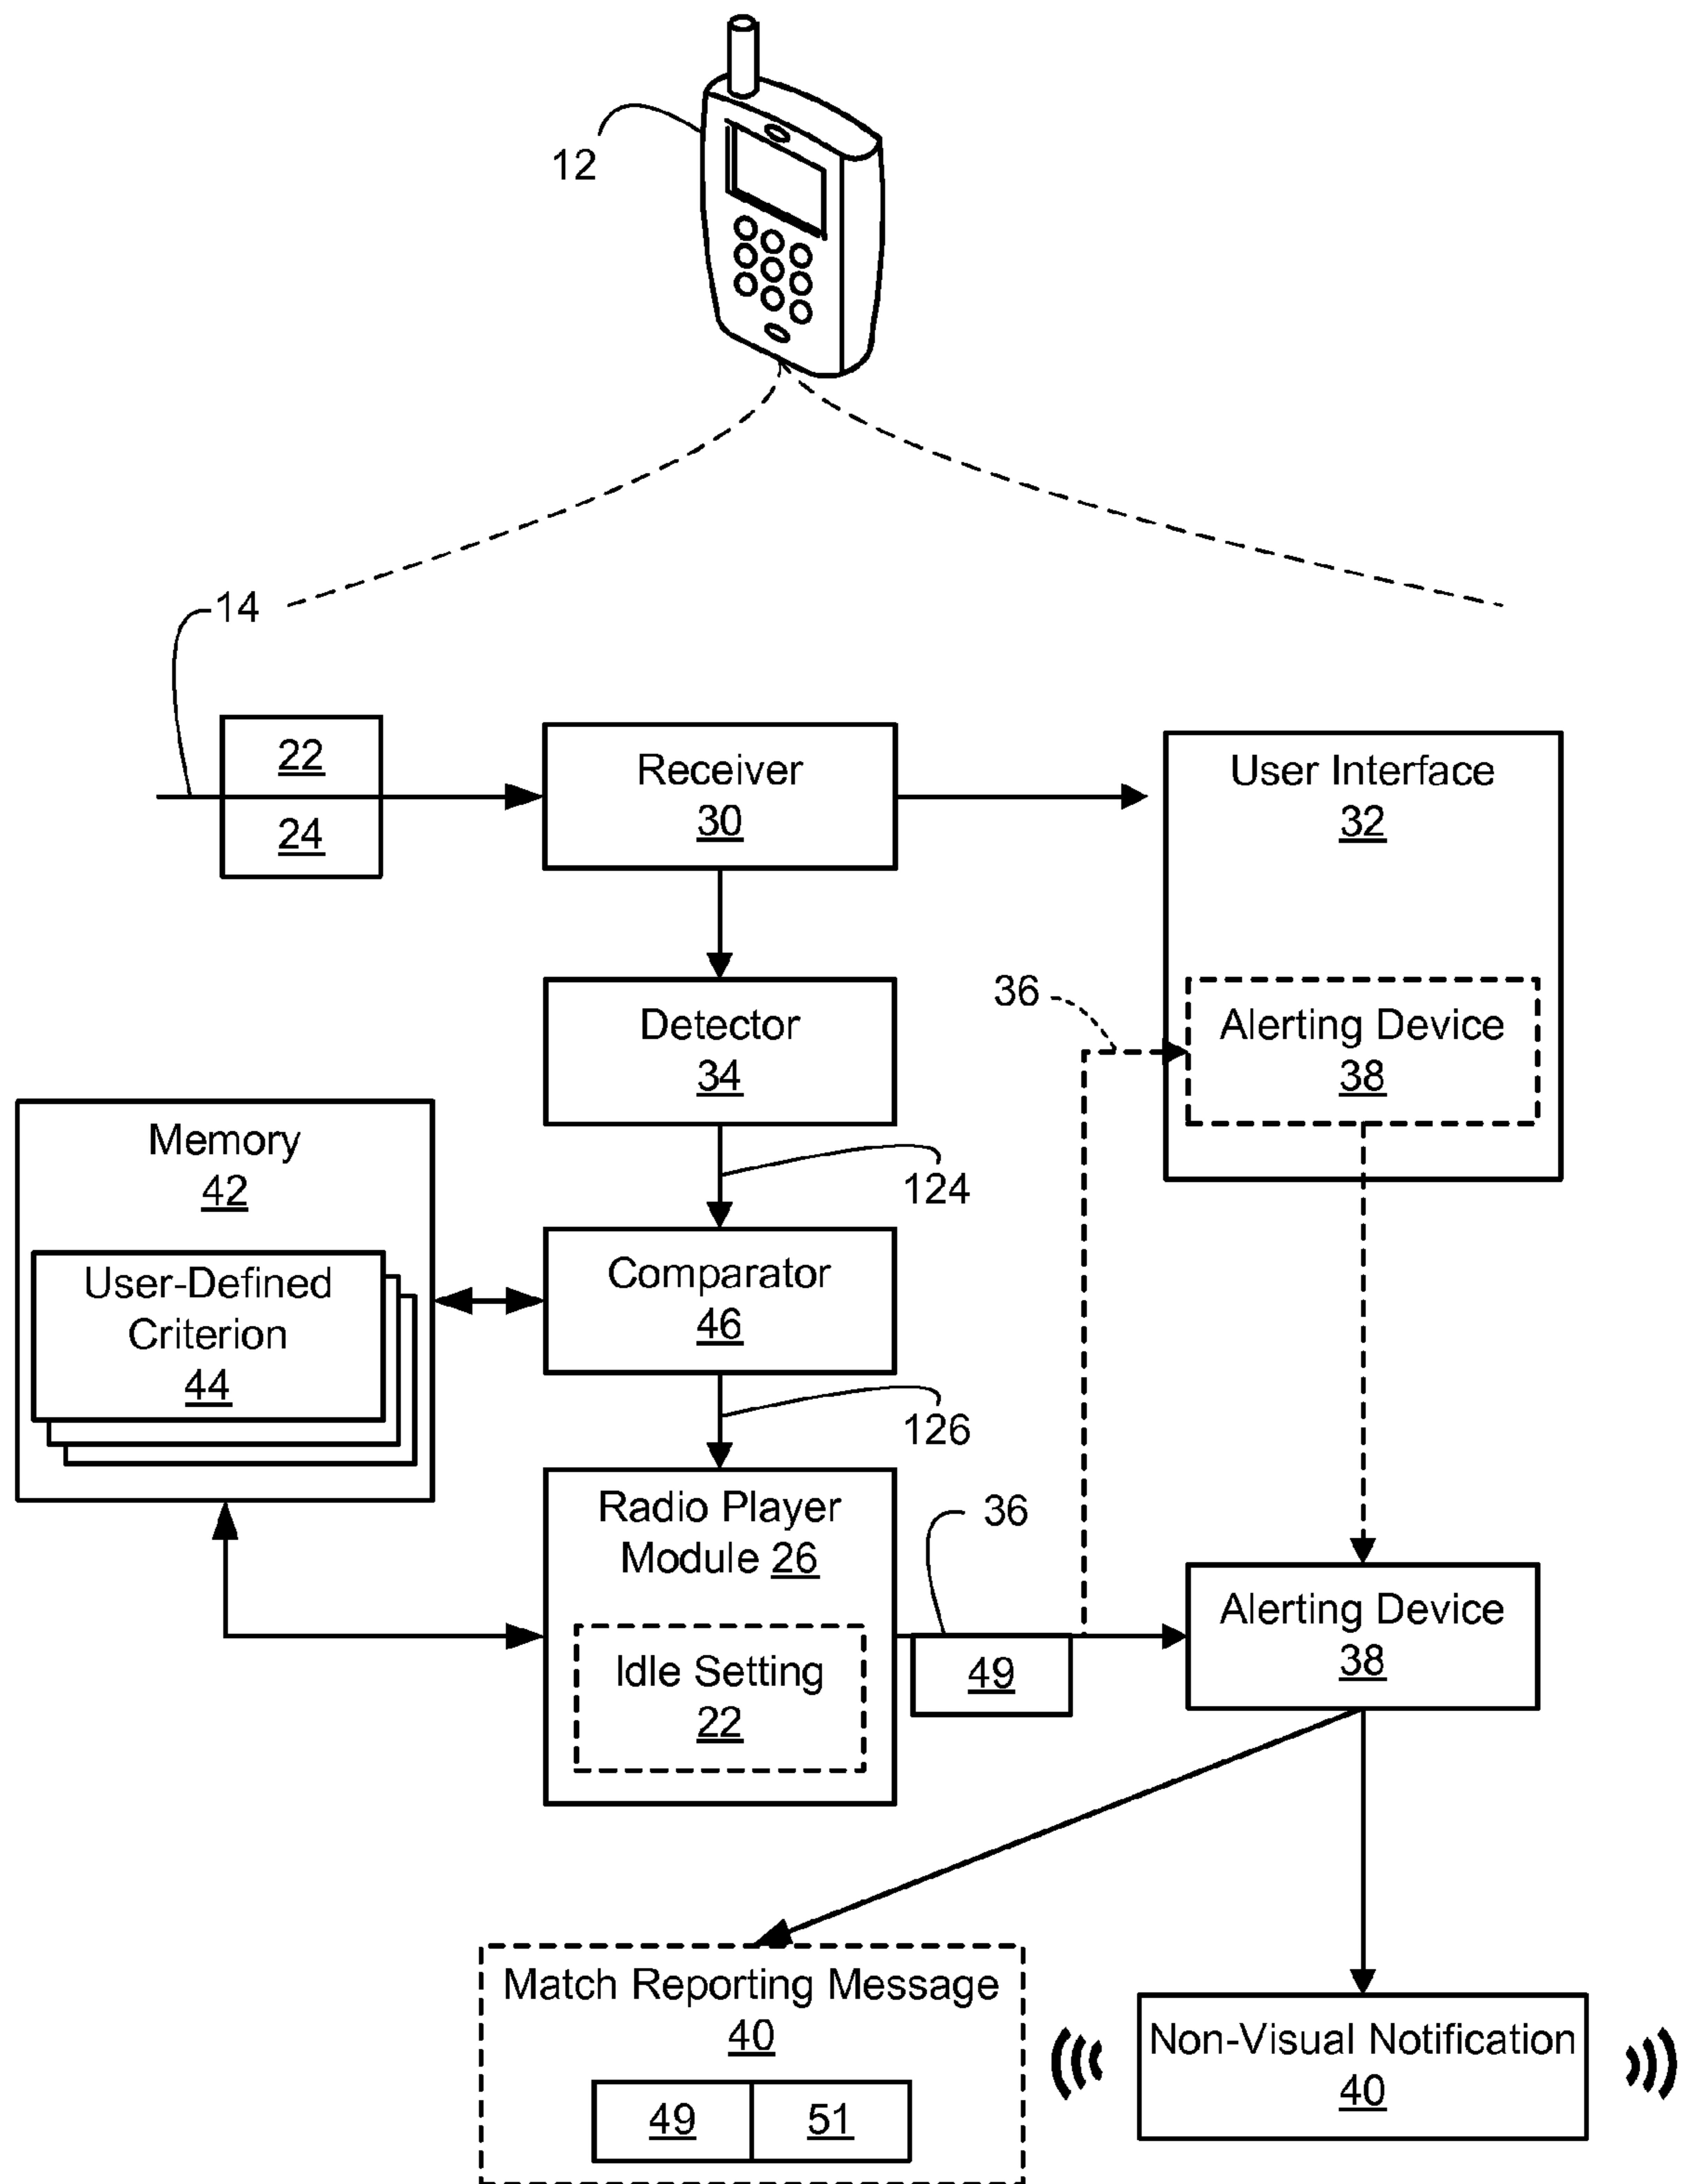 12
14
22
24
Receiver
30
User Interface
32
36
Alerting Device
38
Detector
34
124
Memory
42
User-Defined
Criterion
44
Comparator
46
126
Radio Player
Module 26
Idle Setting
22
36
49
Alerting Device
38
Match Reporting Message
40
49 51
Non-Visual Notification
40